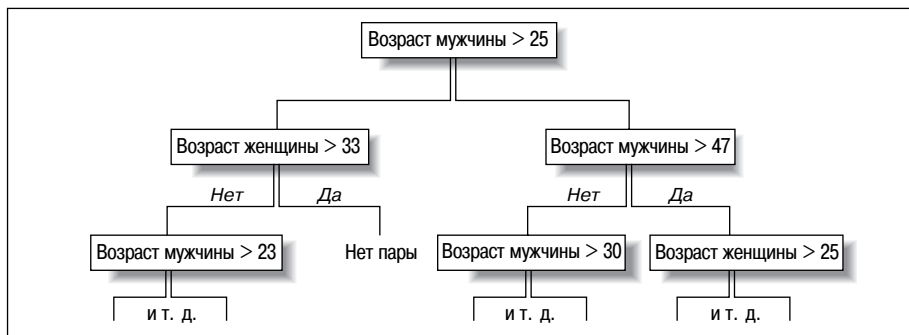 Возраст мужчины > 25
Возраст женщины > 33
Возраст мужчины > 47
Нет
Да
Нет
Да
Возраст мужчины > 23
Нет пары
Возраст мужчины > 30
Возраст женщины > 25
и т. д.
и т. д.
и т. д.